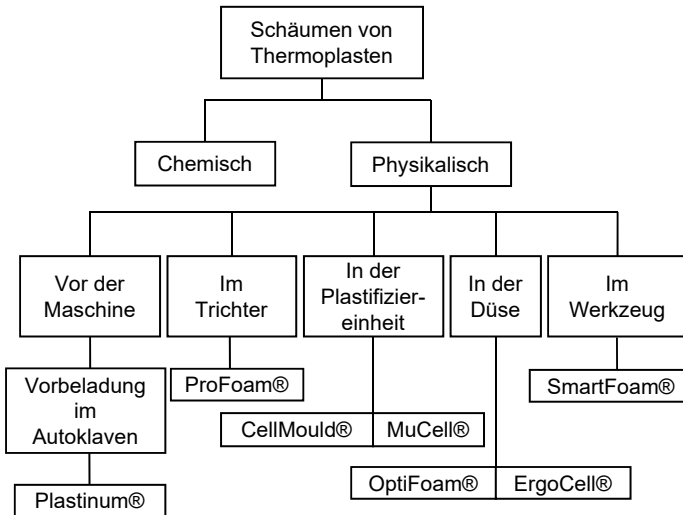 Schäumen von
Thermoplasten
Chemisch
Physikalisch
Vor der
Maschine
Im
Trichter
In der
Plastifizier-
einheit
In der
Düse
Im
Werkzeug
Vorbeladung
im
Autoklaven
ProFoam®
SmartFoam®
CellMould®
MuCell®
OptiFoam®
ErgoCell®
Plastinum®